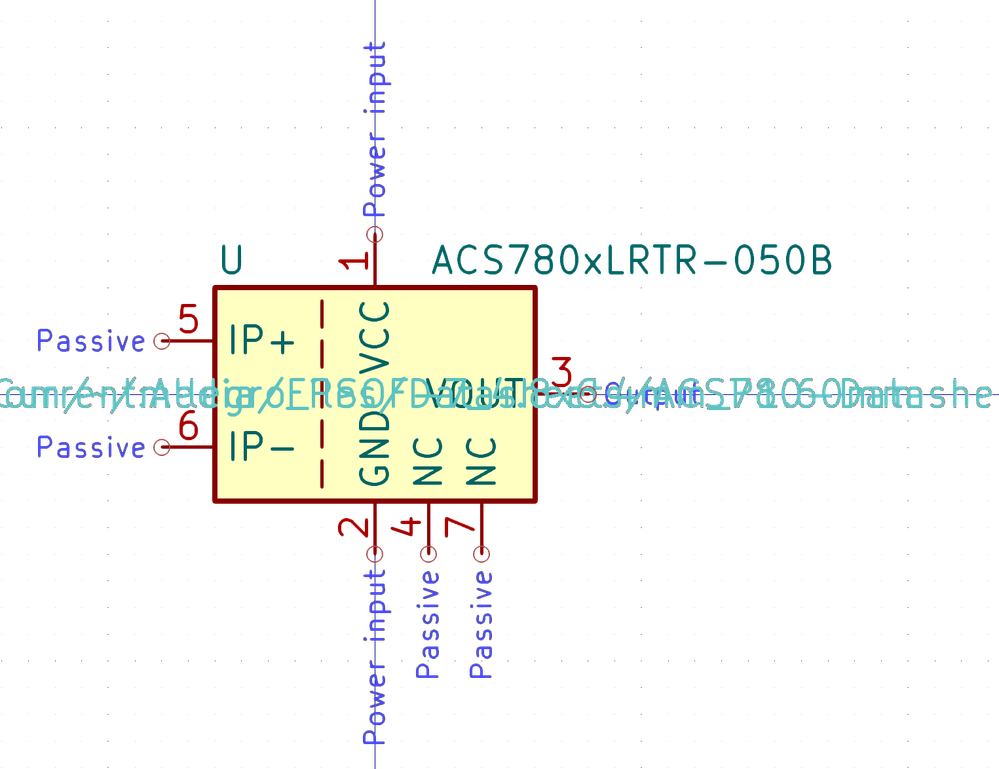 Power input
U
1
ACS780xLRTR-050B
5
Passive
IP+
VCC
3
VOUT
Output
6
Passive
IP-
GND
NC
NC
2
4
7
Power input
Passive
Passive